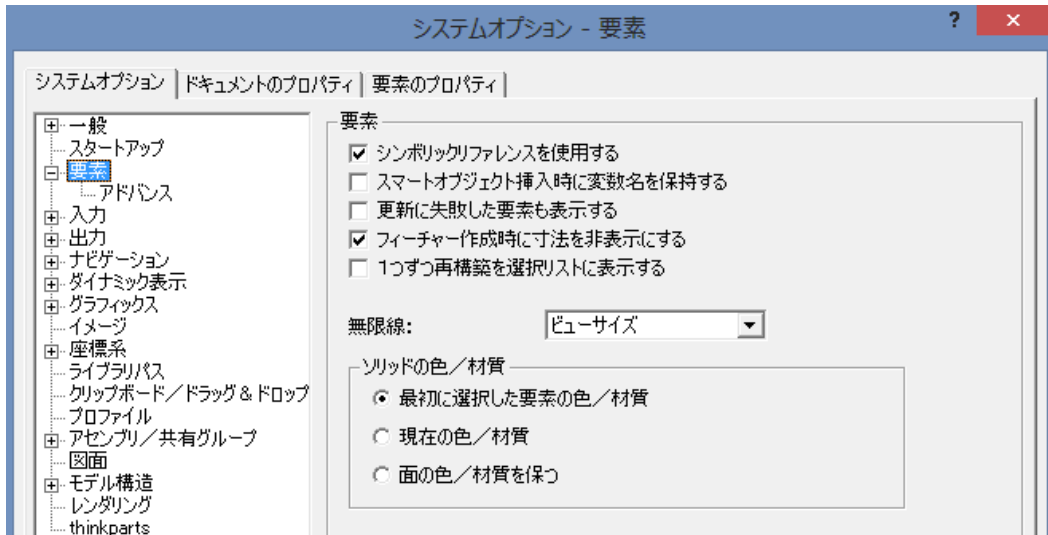 システムオプション - 要素
? ×
システムオプション ドキュメントのプロパティ 要素のプロパティ
一般
スタートアップ
要素
アドバンス
入力
出力
ナビゲーション
ダイナミック表示
グラフィックス
イメージ
座標系
ライブラリパス
クリップボード/ドラッグ&ドロップ
プロファイル
アセンブリ/共有グループ
図面
モデル構造
レンダリング
thinkparts
要素
シンボリックリファレンスを使用する
スマートオブジェクト挿入時に変数名を保持する
更新に失敗した要素も表示する
フィーチャー作成時に寸法を非表示にする
1つずつ再構築を選択リストに表示する
無限線: ビューサイズ
ソリッドの色/材質
最初に選択した要素の色/材質
現在の色/材質
面の色/材質を保つ